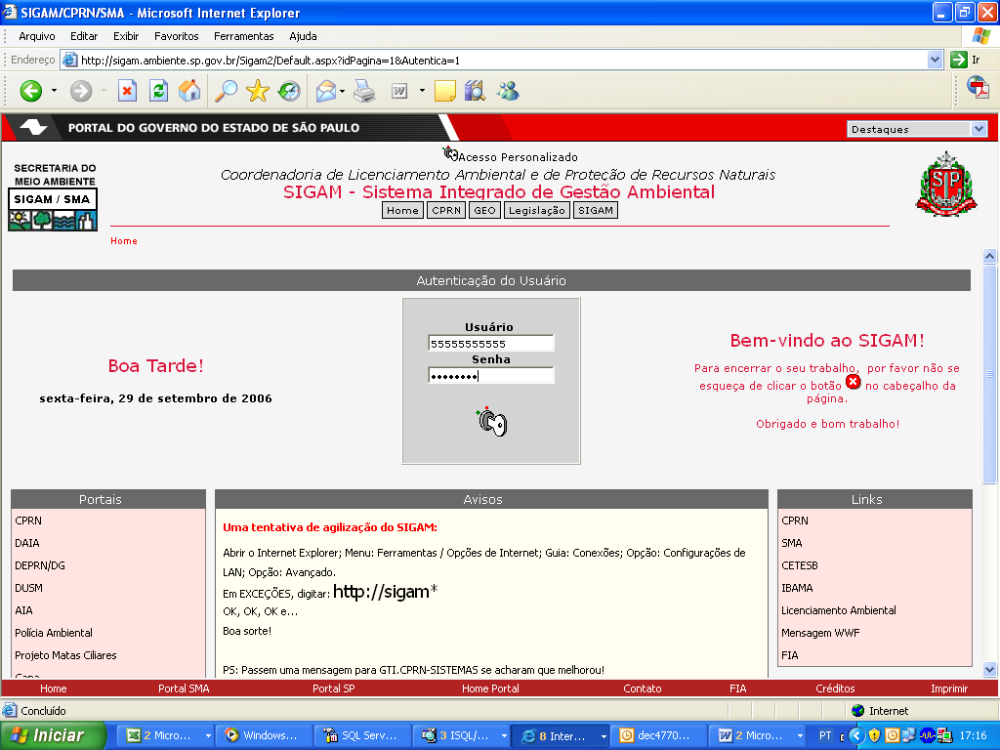 SIGAM/CPRN/SMA - Microsoft Internet Explorer
Arquivo Editar Exibir Favoritos Ferramentas Ajuda
Endereço http://sigam.ambiente.sp.gov.br/Sigam2/Default.aspx?idPagina=1&Autentica=1 Ir
PORTAL DO GOVERNO DO ESTADO DE SÃO PAULO Destaques
Acesso Personalizado
SECRETARIA DO
MEIO AMBIENTE
SIGAM / SMA
Coordenadoria de Licenciamento Ambiental e de Proteção de Recursos Naturais
SIGAM - Sistema Integrado de Gestão Ambiental
Home CPRN GEO Legislação SIGAM
SP
Home
Autenticação do Usuário
Boa Tarde!
sexta-feira, 29 de setembro de 2006
Usuário
55555555555
Senha
••••••••
Bem-vindo ao SIGAM!
Para encerrar o seu trabalho, por favor não se
esqueça de clicar o botão no cabeçalho da
página.
Obrigado e bom trabalho!
Portais
CPRN
DAIA
DEPRN/DG
DUSM
AIA
Polícia Ambiental
Projeto Matas Ciliares
Avisos
Uma tentativa de agilização do SIGAM:
Abrir o Internet Explorer; Menu: Ferramentas / Opções de Internet; Guia: Conexões; Opção: Configurações de
LAN; Opção: Avançado.
Em EXCEÇÕES, digitar: http://sigam*
OK, OK, OK e...
Boa sorte!
PS: Passem uma mensagem para GTI.CPRN-SISTEMAS se acharam que melhorou!
Links
CPRN
SMA
CETESB
IBAMA
Licenciamento Ambiental
Mensagem WWF
FIA
Home Portal SMA Portal SP Home Portal Contato FIA Créditos Imprimir
Concluído Internet
Iniciar 2 Micro... Windows... SQL Serv... 3 ISQL/... 8 Inter... dec4770... 2 Micro... PT 17:16